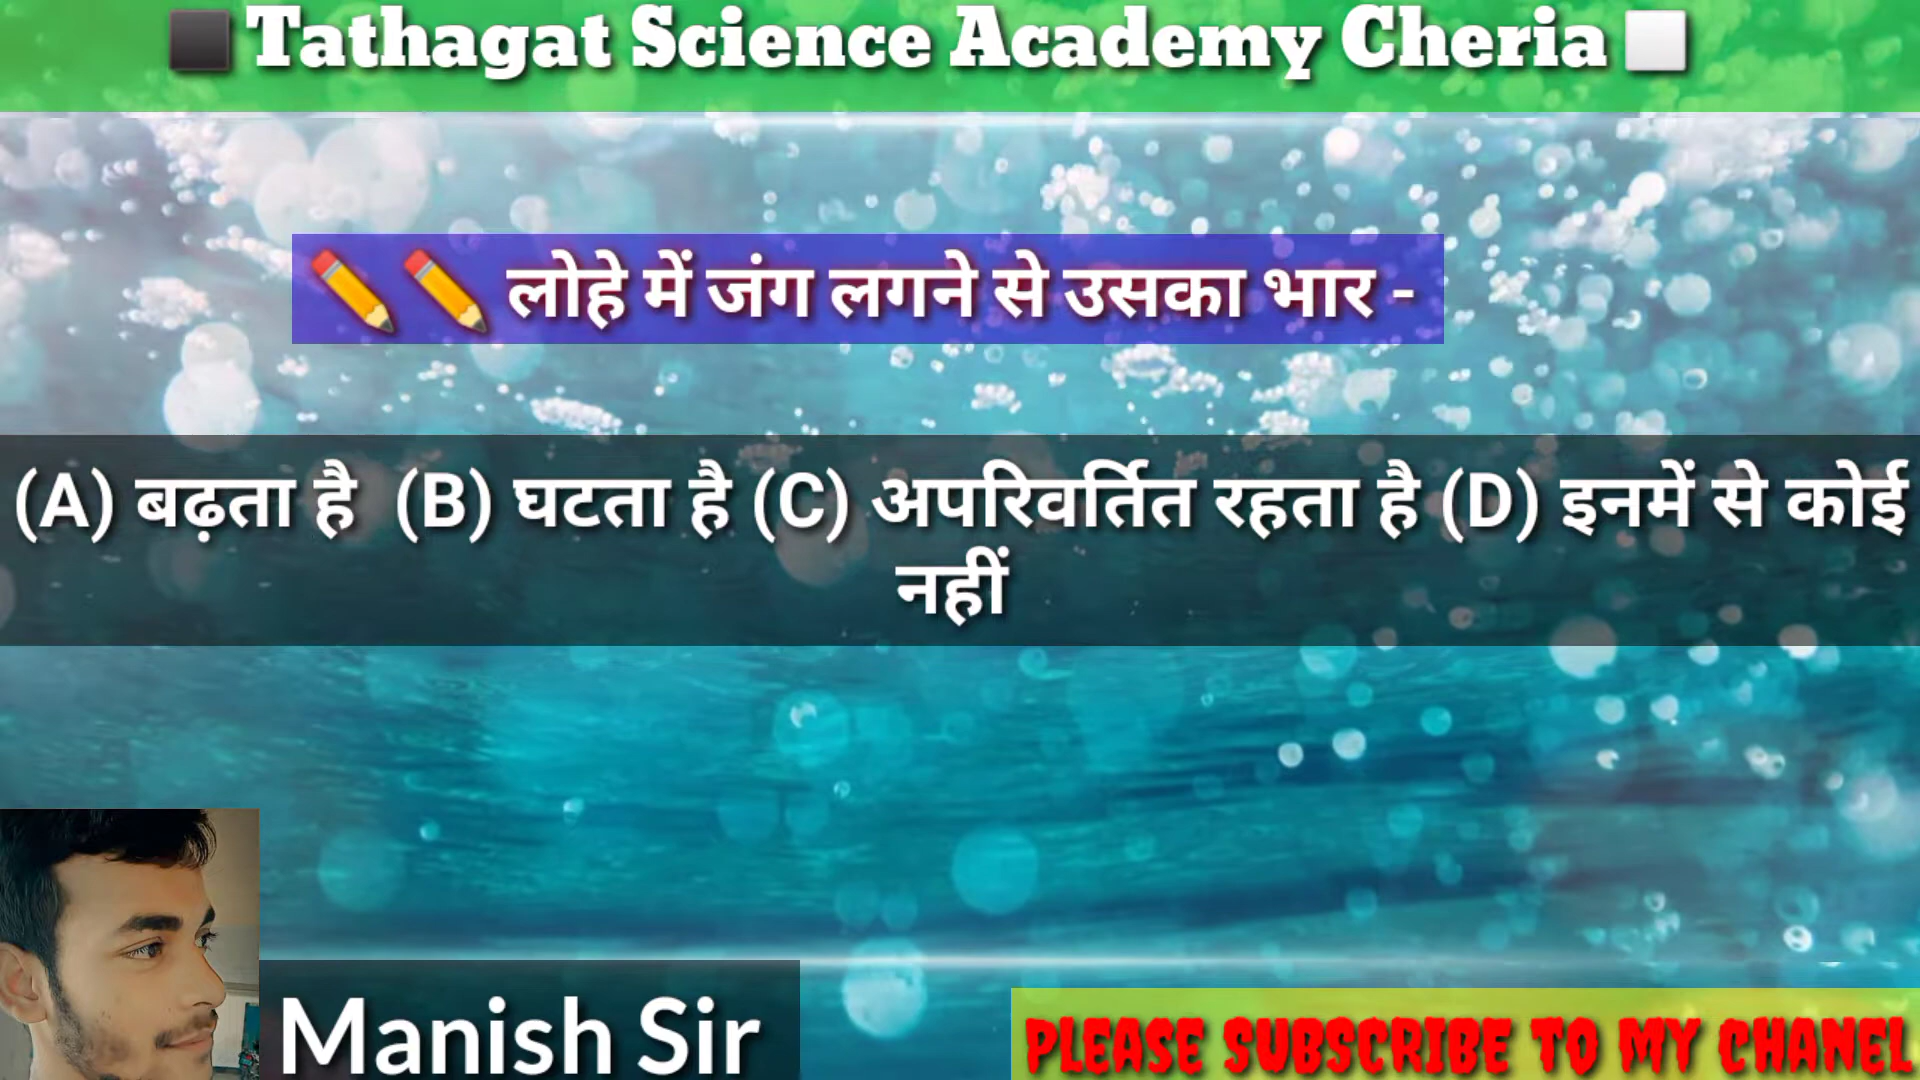 Tathagat Science Academy Cheria
लोहे में जंग लगने से उसका भार -
(A) बढ़ता है (B) घटता है (C) अपरिवर्तित रहता है (D) इनमें से कोई
नहीं
Manish Sir
PLEASE SUBSCRIBE TO MY CHANEL